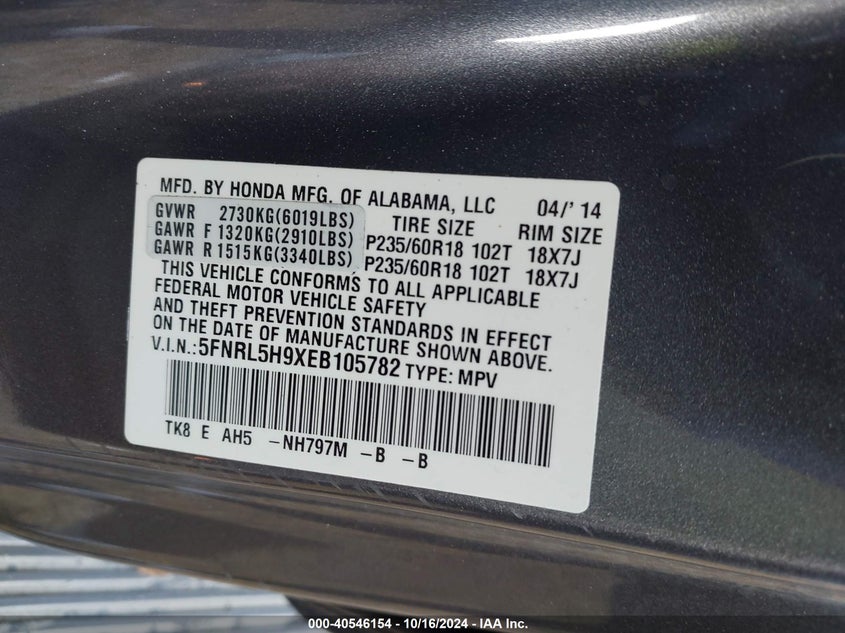 MFD. BY HONDA MFG. OF ALABAMA, LLC 04/' 14
GVWR 2730KG(6019LBS) TIRE SIZE RIM SIZE
GAWR F 1320KG(2910LBS) P235/60R18 102T 18X7J
GAWR R 1515KG(3340LBS) P235/60R18 102T 18X7J
THIS VEHICLE CONFORMS TO ALL APPLICABLE
FEDERAL MOTOR VEHICLE SAFETY
AND THEFT PREVENTION STANDARDS IN EFFECT
ON THE DATE OF MANUFACTURE SHOWN ABOVE.
V.I.N.:5FNRL5H9XEB105782 TYPE: MPV
TK8 E AH5 -NH797M -B -B
000-40546154 - 10/16/2024 - IAA Inc.